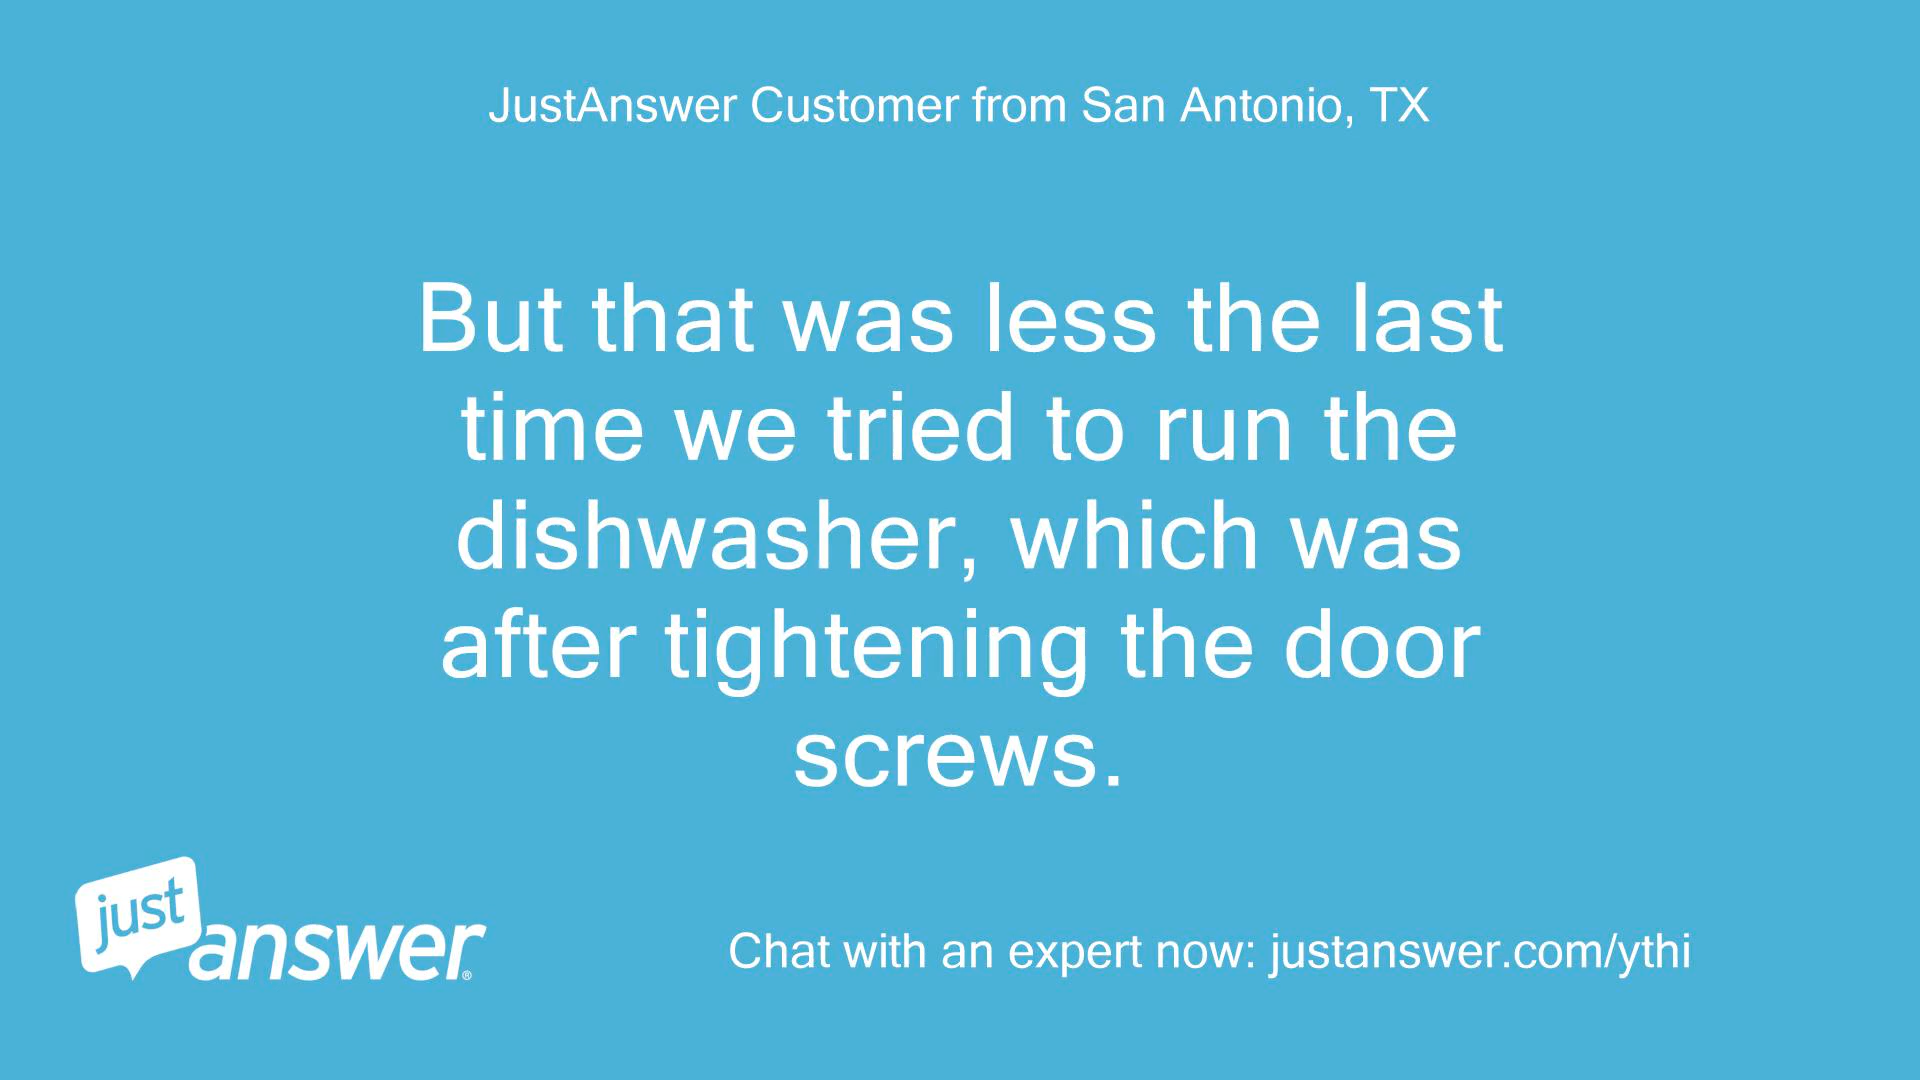 JustAnswer Customer from San Antonio, TX
But that was less the last
time we tried to run the
dishwasher, which was
after tightening the door
screws.
just
answer®
Chat with an expert now: justanswer.com/ythi